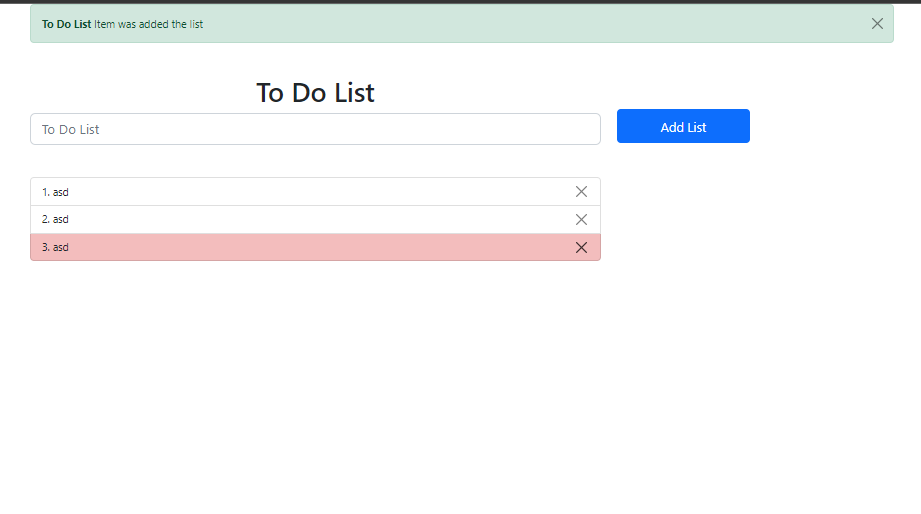 To Do List Item was added the list
To Do List
To Do List
Add List
1. asd
2. asd
3. asd